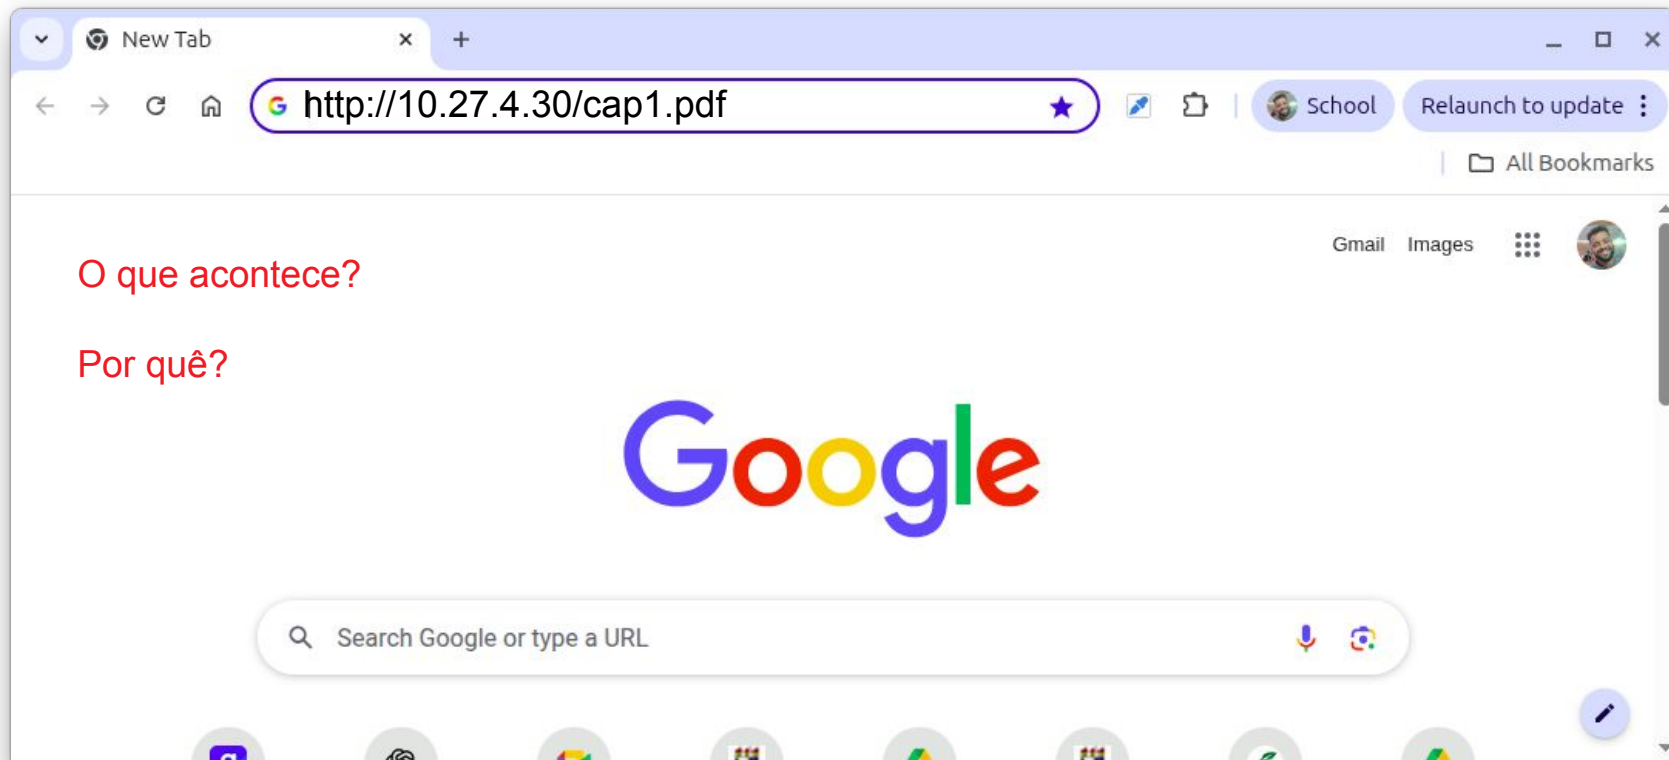 New Tab
http://10.27.4.30/cap1.pdf
School
Relaunch to update
All Bookmarks
Gmail Images
O que acontece?
Por quê?
Google
Search Google or type a URL